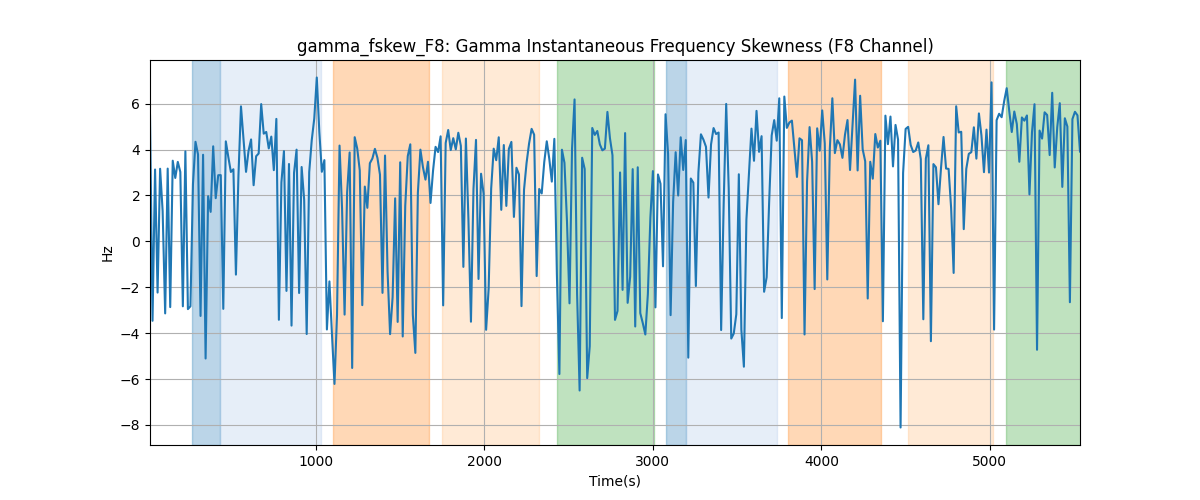 gamma_fskew_F8: Gamma Instantaneous Frequency Skewness (F8 Channel)
6
4
2
0
−2
−4
−6
−8
Hz
1000 2000 3000 4000 5000
Time(s)